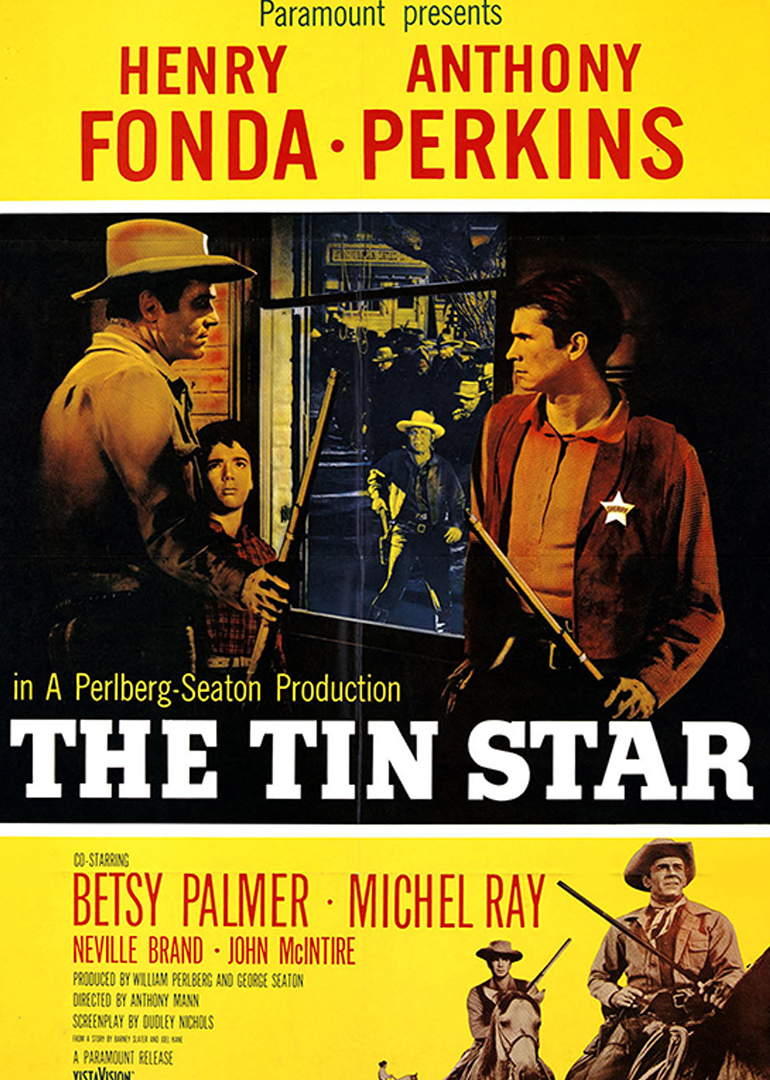 Paramount presents
HENRY ANTHONY
FONDA · PERKINS
SHERIFF
in A Perlberg-Seaton Production
THE TIN STAR
CO-STARRING
BETSY PALMER · MICHEL RAY
NEVILLE BRAND · JOHN McINTIRE
PRODUCED BY WILLIAM PERLBERG AND GEORGE SEATON
DIRECTED BY ANTHONY MANN
SCREENPLAY BY DUDLEY NICHOLS
FROM A STORY BY BARNEY SLATER AND JOEL KANE
A PARAMOUNT RELEASE
VISTAVISION